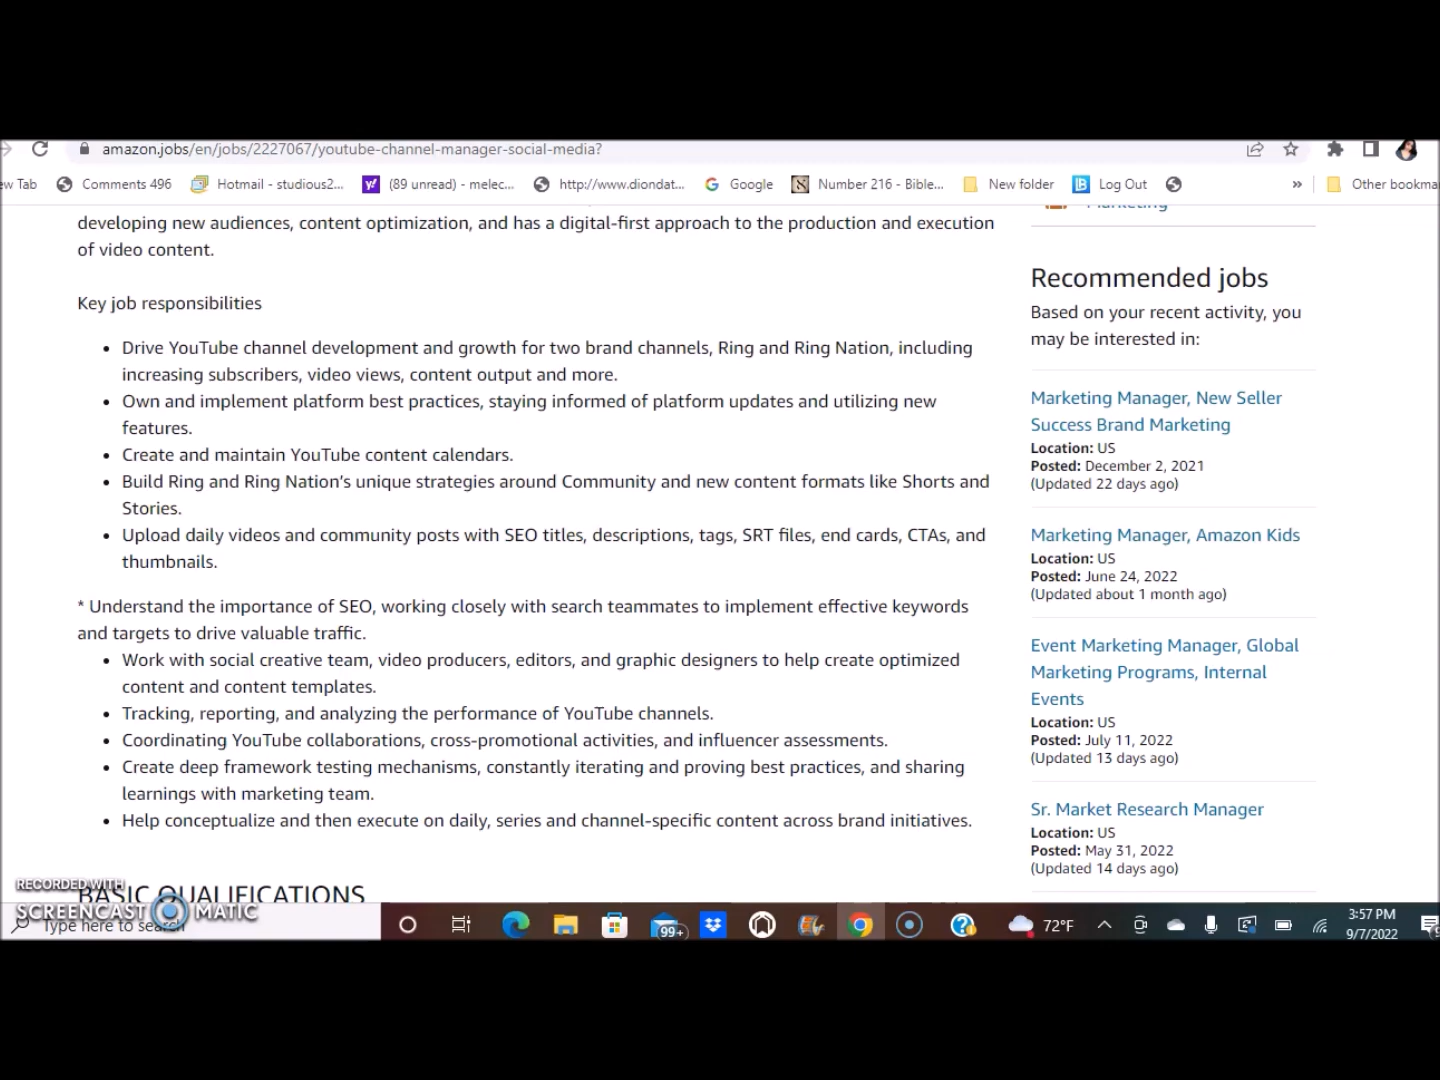 amazon.jobs/en/jobs/2227067/youtube-channel-manager-social-media?
ew Tab Comments 496 Hotmail - studious2... (89 unread) - melec... http://www.diondat... Google Number 216 - Bible... New folder Log Out » Other bookma
developing new audiences, content optimization, and has a digital-first approach to the production and execution
of video content.
Key job responsibilities
• Drive YouTube channel development and growth for two brand channels, Ring and Ring Nation, including
increasing subscribers, video views, content output and more.
• Own and implement platform best practices, staying informed of platform updates and utilizing new
features.
• Create and maintain YouTube content calendars.
• Build Ring and Ring Nation’s unique strategies around Community and new content formats like Shorts and
Stories.
• Upload daily videos and community posts with SEO titles, descriptions, tags, SRT files, end cards, CTAs, and
thumbnails.
* Understand the importance of SEO, working closely with search teammates to implement effective keywords
and targets to drive valuable traffic.
• Work with social creative team, video producers, editors, and graphic designers to help create optimized
content and content templates.
• Tracking, reporting, and analyzing the performance of YouTube channels.
• Coordinating YouTube collaborations, cross-promotional activities, and influencer assessments.
• Create deep framework testing mechanisms, constantly iterating and proving best practices, and sharing
learnings with marketing team.
• Help conceptualize and then execute on daily, series and channel-specific content across brand initiatives.
BASIC QUALIFICATIONS
Marketing
Recommended jobs
Based on your recent activity, you
may be interested in:
Marketing Manager, New Seller
Success Brand Marketing
Location: US
Posted: December 2, 2021
(Updated 22 days ago)
Marketing Manager, Amazon Kids
Location: US
Posted: June 24, 2022
(Updated about 1 month ago)
Event Marketing Manager, Global
Marketing Programs, Internal
Events
Location: US
Posted: July 11, 2022
(Updated 13 days ago)
Sr. Market Research Manager
Location: US
Posted: May 31, 2022
(Updated 14 days ago)
RECORDED WITH
SCREENCAST MATIC
Type here to search
99+
72°F
3:57 PM
9/7/2022